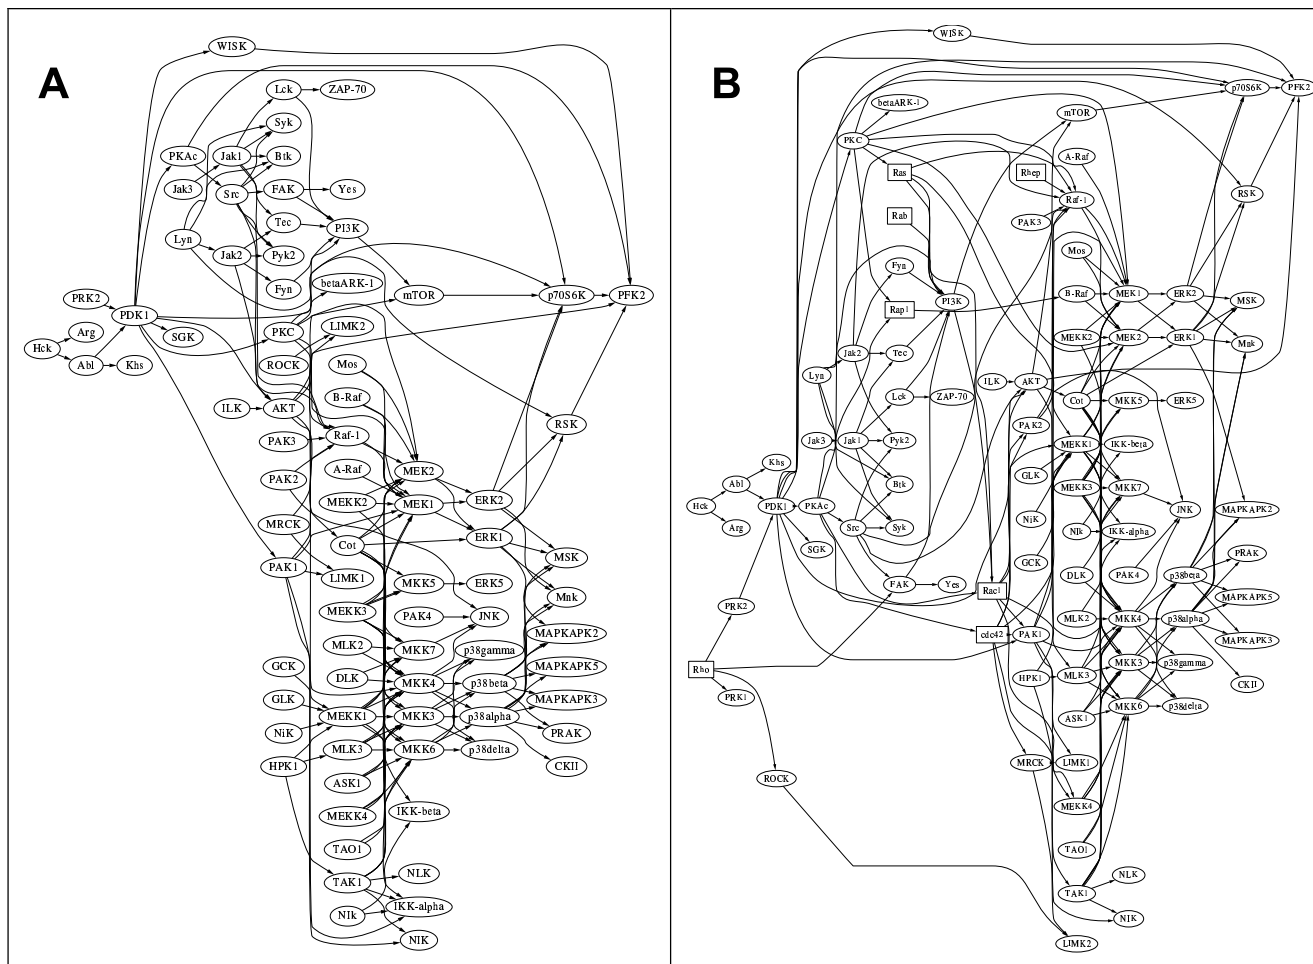 A
WISK
Lck
ZAP-70
Syk
PKAc
Jak1
Btk
Jak3
Src
FAK
Yes
Tec
PI3K
Lyn
Jak2
Pyk2
Fyn
betaARK-1
PRK2
mTOR
p70S6K
PFK2
PDK1
Arg
SGK
PKC
LIMK2
Hck
Abl
Khs
ROCK
Mos
B-Raf
ILK
AKT
PAK3
Raf-1
RSK
A-Raf
MEK2
PAK2
MEKK2
MEK1
ERK2
MRCK
Cot
ERK1
PAK1
LIMK1
MSK
MKK5
ERK5
Mnk
MEKK3
PAK4
JNK
MLK2
MKK7
p38gamma
MAPKAPK2
GCK
DLK
MKK4
p38beta
MAPKAPK5
GLK
MEKK1
MKK3
p38alpha
MAPKAPK3
NiK
PRAK
HPK1
MLK3
MKK6
p38delta
CKII
ASK1
MEKK4
IKK-beta
TAO1
TAK1
NLK
NIk
IKK-alpha
NIK
B
WISK
p70S6K
PFK2
betaARK-1
mTOR
PKC
A-Raf
Ras
Rhep
RSK
Raf-1
Rab
PAK3
Mos
Fyn
PI3K
B-Raf
MEK1
ERK2
MSK
Rap1
MEKK2
MEK2
ERK1
Mnk
Jak2
Tec
Lyn
ILK
AKT
Lck
ZAP-70
Cot
MKK5
ERK5
PAK2
Jak3
Jak1
Pyk2
MEKK1
IKK-beta
Khs
GLK
Abl
Btk
MEKK3
MKK7
Hck
PDK1
PKAc
JNK
MAPKAPK2
Arg
Src
Syk
NiK
NIk
IKK-alpha
SGK
GCK
PRAK
DLK
PAK4
p38beta
FAK
Yes
Rac1
MAPKAPK5
PRK2
MLK2
MKK4
p38alpha
cdc42
PAK1
MAPKAPK3
Rho
MKK3
p38gamma
HPK1
MLK3
CKII
PRK1
MKK6
p38delta
ASK1
ROCK
MRCK
LIMK1
MEKK4
TAO1
TAK1
NLK
NIK
LIMK2